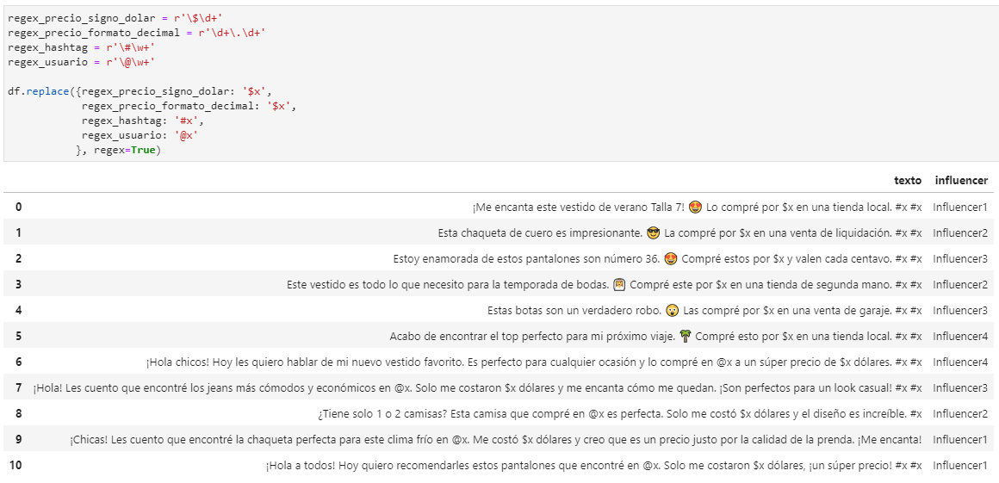 regex_precio_signo_dolar = r'\$\d+'
regex_precio_formato_decimal = r'\d+\.\d+'
regex_hashtag = r'\#\w+'
regex_usuario = r'\@\w+'
df.replace({regex_precio_signo_dolar: '$x',
regex_precio_formato_decimal: '$x',
regex_hashtag: '#x',
regex_usuario: '@x'
}, regex=True)
texto influencer
0 ¡Me encanta este vestido de verano Talla 7! 🤩 Lo compré por $x en una tienda local. #x #x Influencer1
1 Esta chaqueta de cuero es impresionante. 😎 La compré por $x en una venta de liquidación. #x #x Influencer2
2 Estoy enamorada de estos pantalones son número 36. 😍 Compré estos por $x y valen cada centavo. #x #x Influencer3
3 Este vestido es todo lo que necesito para la temporada de bodas. 👰 Compré este por $x en una tienda de segunda mano. #x #x Influencer2
4 Estas botas son un verdadero robo. 😲 Las compré por $x en una venta de garaje. #x #x Influencer3
5 Acabo de encontrar el top perfecto para mi próximo viaje. 🌴 Compré esto por $x en una tienda local. #x #x Influencer4
6 ¡Hola chicos! Hoy les quiero hablar de mi nuevo vestido favorito. Es perfecto para cualquier ocasión y lo compré en @x a un súper precio de $x dólares. #x #x Influencer4
7 ¡Hola! Les cuento que encontré los jeans más cómodos y económicos en @x. Solo me costaron $x dólares y me encanta cómo me quedan. ¡Son perfectos para un look casual! #x #x Influencer3
8 ¿Tiene solo 1 o 2 camisas? Esta camisa que compré en @x es perfecta. Solo me costó $x dólares y el diseño es increíble. #x Influencer2
9 ¡Chicas! Les cuento que encontré la chaqueta perfecta para este clima frío en @x. Me costó $x dólares y creo que es un precio justo por la calidad de la prenda. ¡Me encanta! Influencer1
10 ¡Hola a todos! Hoy quiero recomendarles estos pantalones que encontré en @x. Solo me costaron $x dólares, ¡un súper precio! #x #x Influencer1